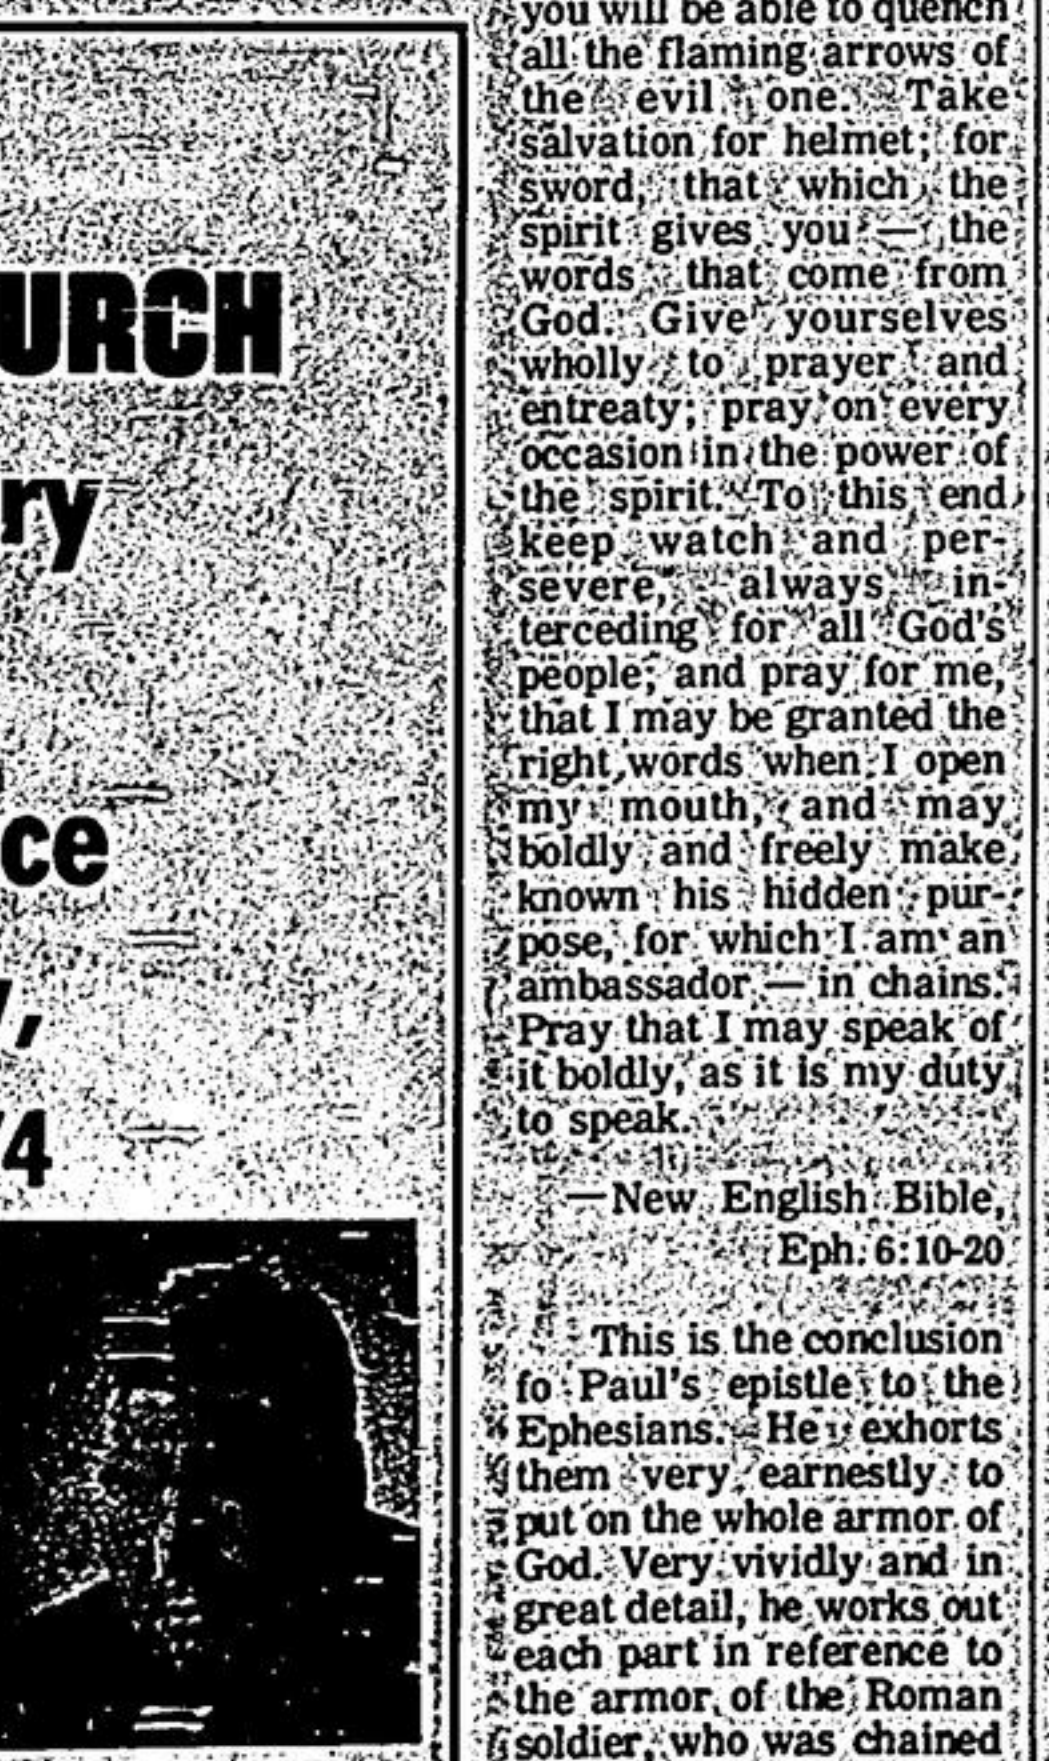 URCH
ry
ce
y,
74
you will be able to quench
all the flaming arrows of
the evil one. Take
salvation for helmet; for
sword, that which the
spirit gives you — the
words that come from
God. Give yourselves
wholly to prayer and
entreaty; pray on every
occasion in the power of
the spirit. To this end
keep watch and per-
severe, always in-
terceding for all God's
people; and pray for me,
that I may be granted the
right words when I open
my mouth, and may
boldly and freely make
known his hidden pur-
pose, for which I am an
ambassador — in chains.
Pray that I may speak of
it boldly, as it is my duty
to speak.
—New English Bible,
Eph. 6:10-20
This is the conclusion
fo Paul's epistle to the
Ephesians. He exhorts
them very earnestly to
put on the whole armor of
God. Very vividly and in
great detail, he works out
each part in reference to
the armor of the Roman
soldier, who was chained